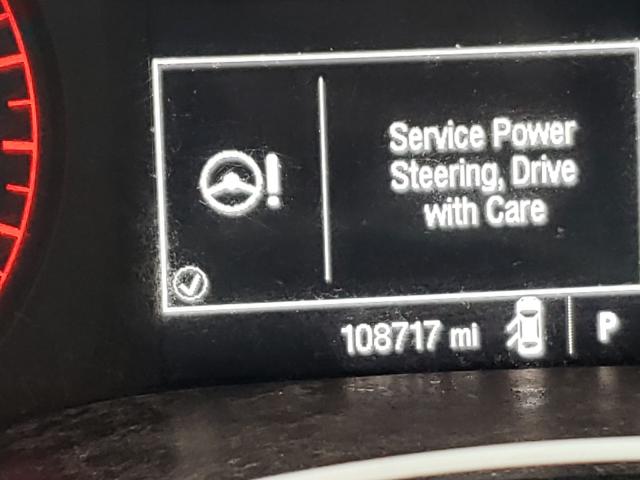 Service Power
Steering, Drive
with Care
108717 mi
P